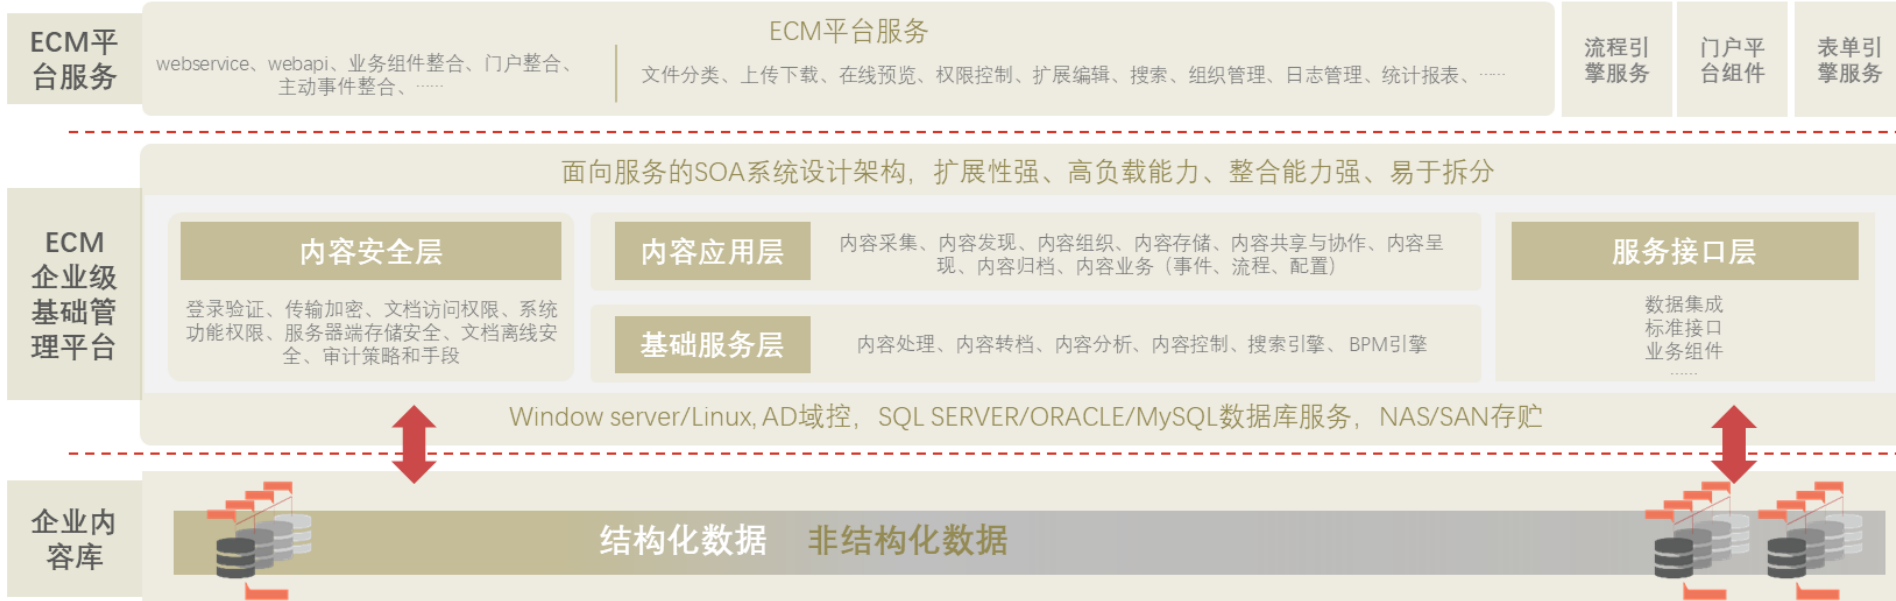 ECM平
台服务
ECM平台服务
webservice、webapi、业务组件整合、门户整合、
主动事件整合、……
文件分类、上传下载、在线预览、权限控制、扩展编辑、搜索、组织管理、日志管理、统计报表、……
流程引
擎服务
门户平
台组件
表单引
擎服务
ECM
企业级
基础管
理平台
面向服务的SOA系统设计架构，扩展性强、高负载能力、整合能力强、易于拆分
内容安全层
登录验证、传输加密、文档访问权限、系统
功能权限、服务器端存储安全、文档离线安
全、审计策略和手段
内容应用层
内容采集、内容发现、内容组织、内容存储、内容共享与协作、内容呈
现、内容归档、内容业务（事件、流程、配置）
基础服务层
内容处理、内容转档、内容分析、内容控制、搜索引擎、BPM引擎
服务接口层
数据集成
标准接口
业务组件
……
Window server/Linux, AD域控，SQL SERVER/ORACLE/MySQL数据库服务，NAS/SAN存贮
企业内
容库
结构化数据 非结构化数据